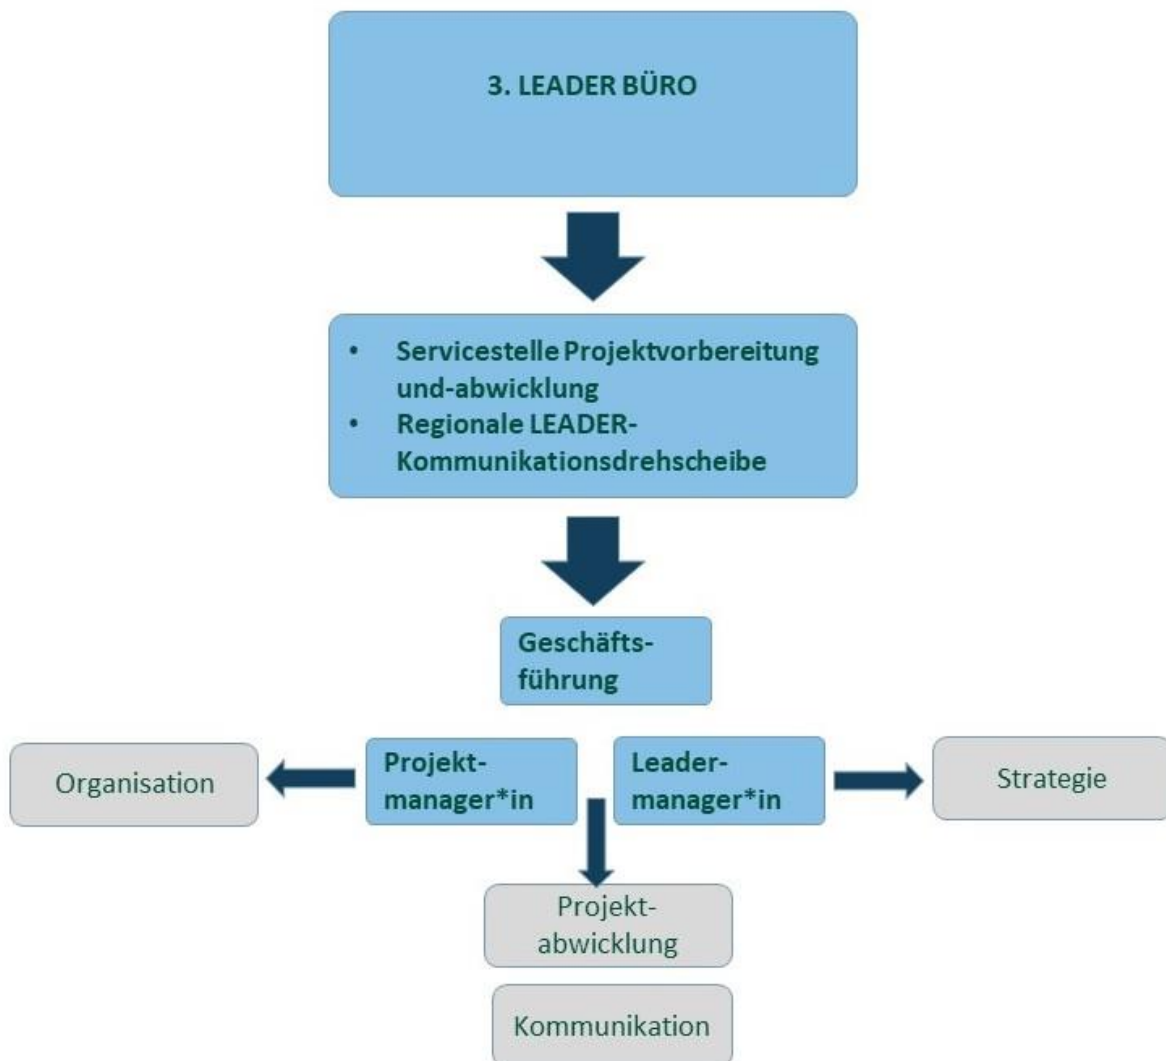 3. LEADER BÜRO
• Servicestelle Projektvorbereitung
und-abwicklung
• Regionale LEADER-
Kommunikationsdrehscheibe
Geschäfts-
führung
Organisation
Projekt-
manager*in
Leader-
manager*in
Strategie
Projekt-
abwicklung
Kommunikation